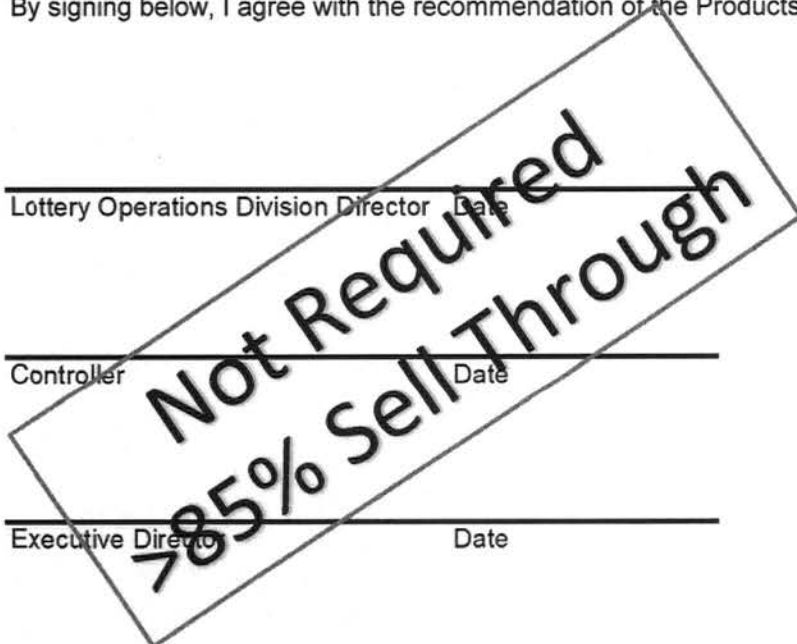 By signing below, I agree with the recommendation of the Products
Lottery Operations Division Director Date
Controller Date
Executive Director Date
Not Required
>85% Sell Through